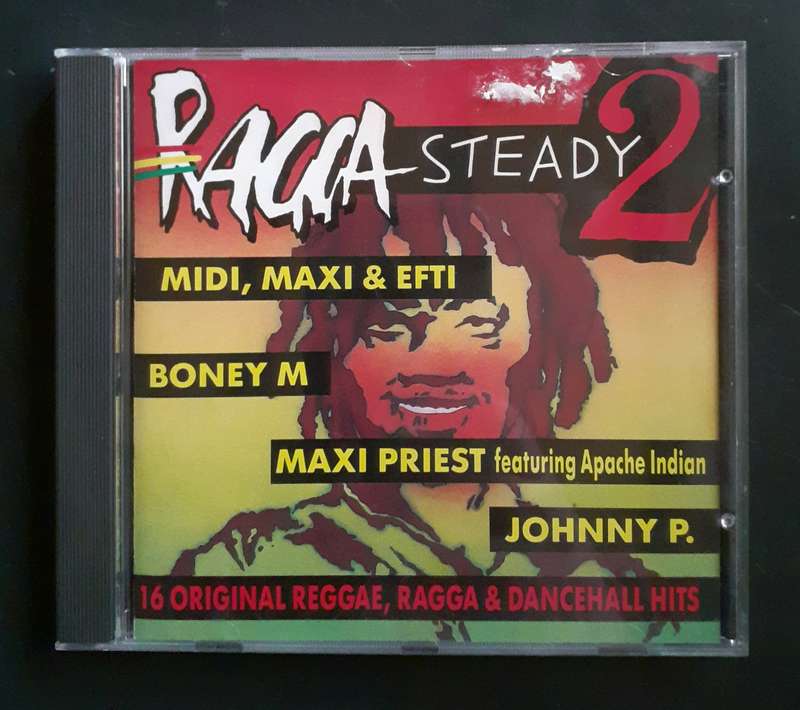 RAGGA STEADY 2
MIDI, MAXI & EFTI
BONEY M
MAXI PRIEST featuring Apache Indian
JOHNNY P.
16 ORIGINAL REGGAE, RAGGA & DANCEHALL HITS